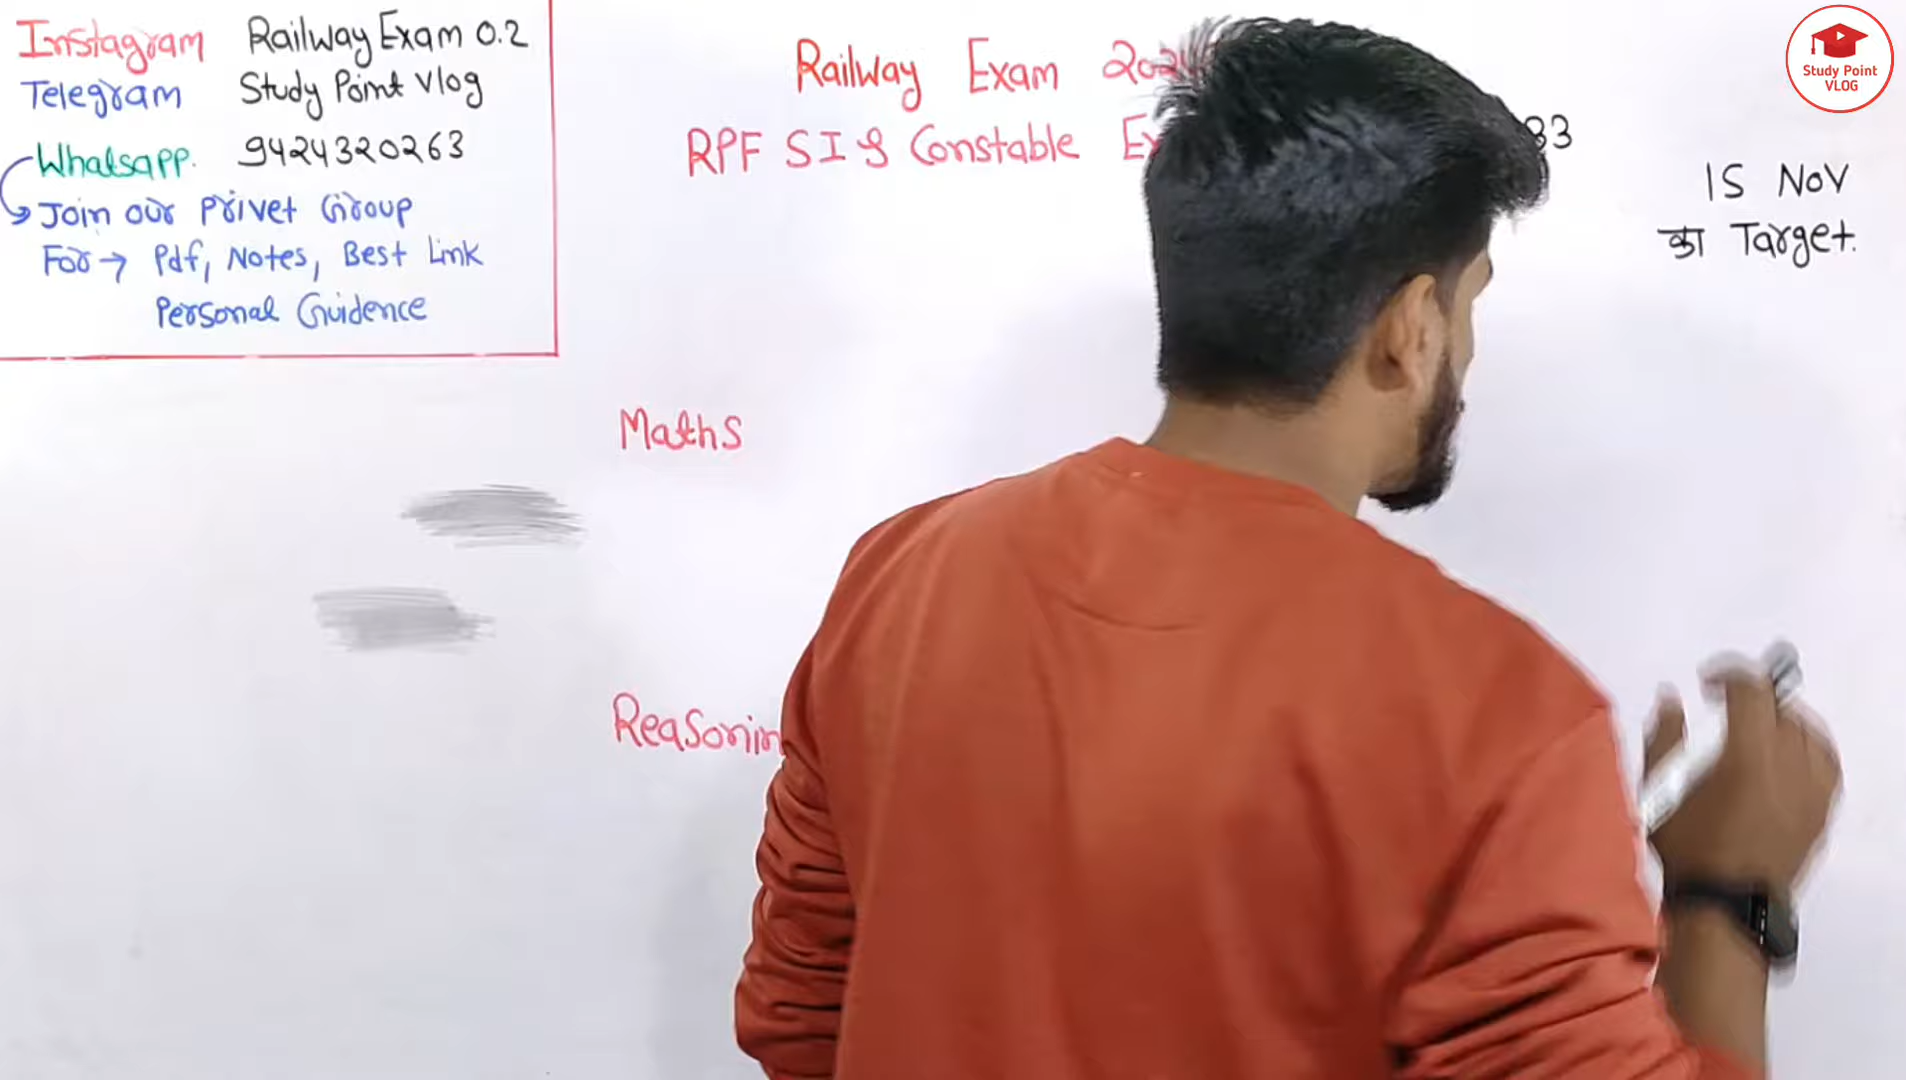 Instagram Railway Exam 0.2
Telegram Study Point Vlog
Whatsapp. 9424320263
Join our Privet Group
For → Pdf, Notes, Best Link
Personal Guidence
Railway Exam
RPF SI & Constable
83
15 Nov
का Target.
Maths
Study Point
VLOG